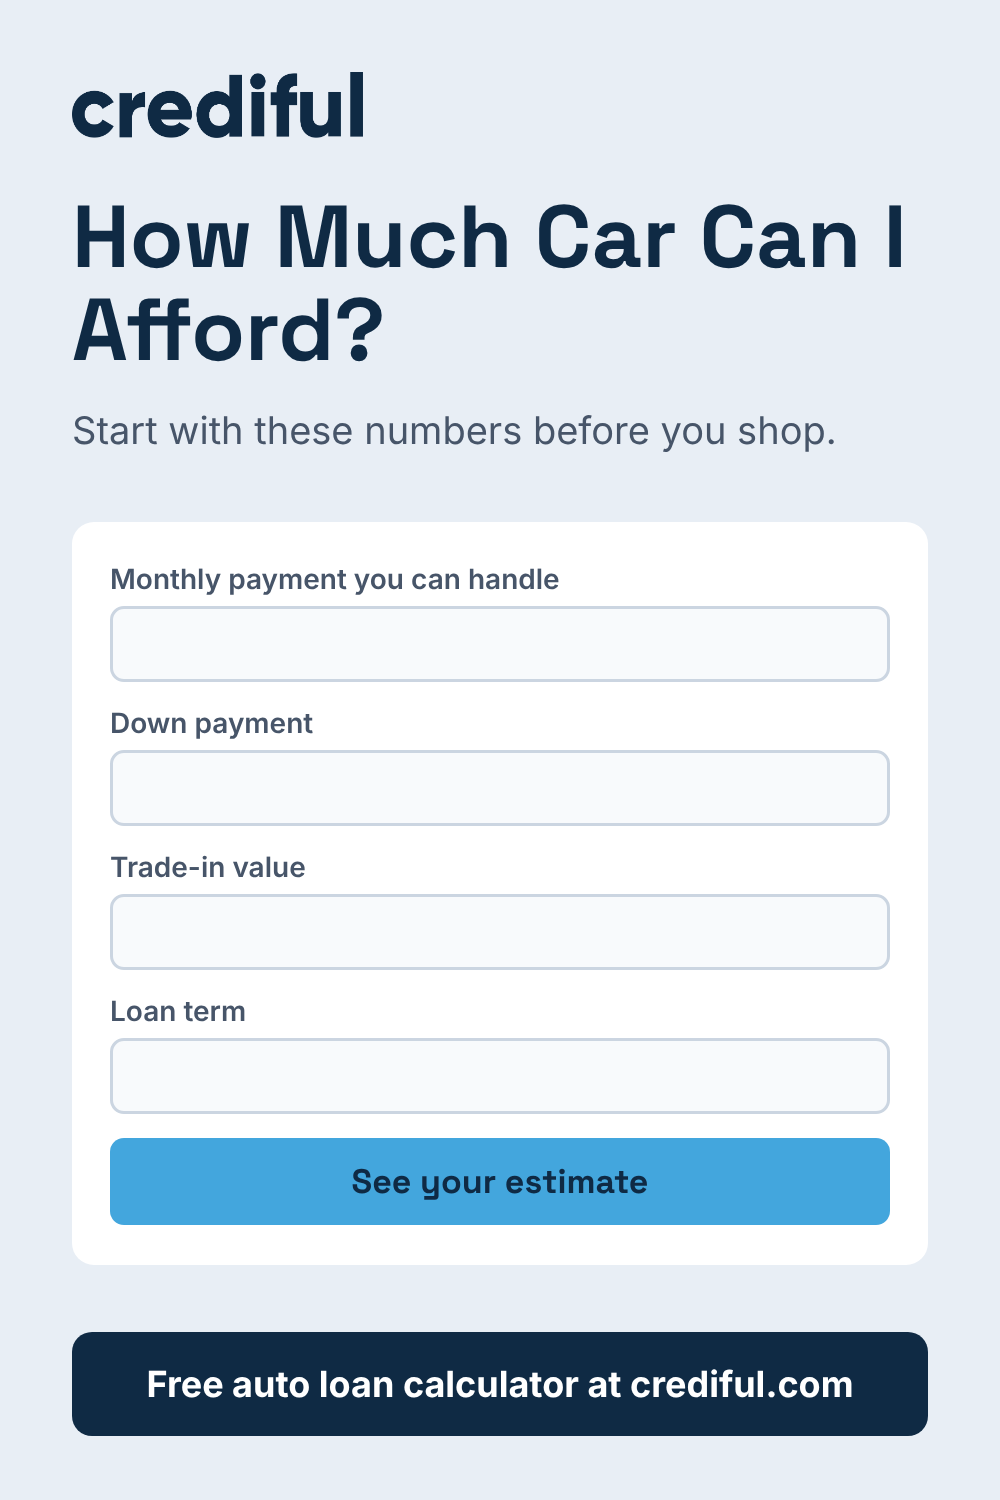 crediful
How Much Car Can I
Afford?
Start with these numbers before you shop.
Monthly payment you can handle
Down payment
Trade-in value
Loan term
See your estimate
Free auto loan calculator at crediful.com